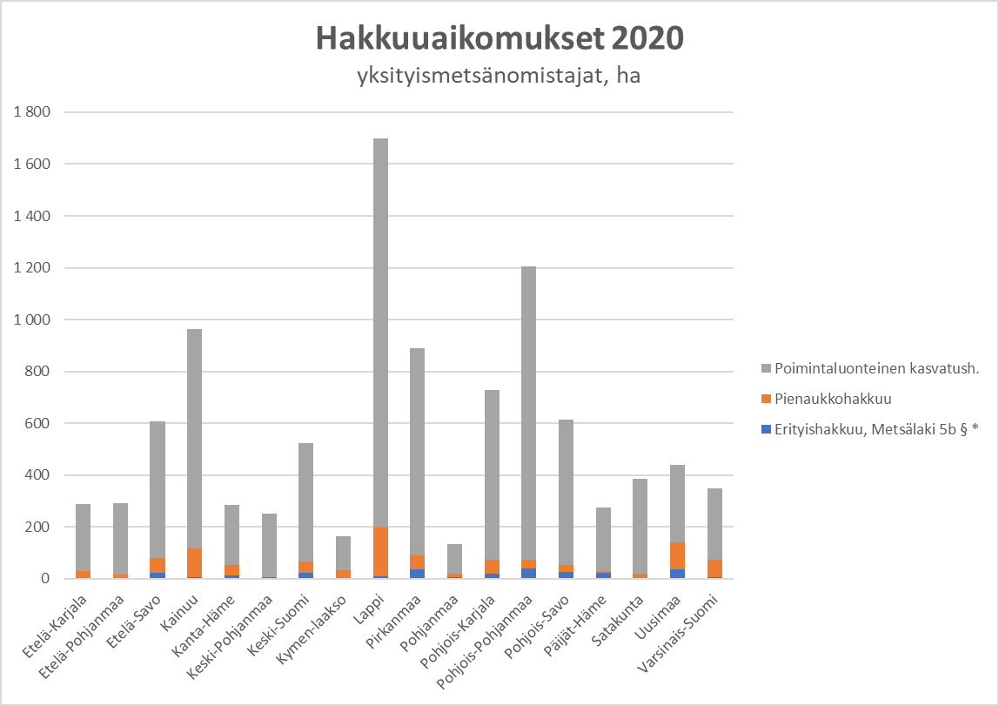 Hakkuuaikomukset 2020
yksityismetsänomistajat, ha
1 800
1 600
1 400
1 200
1 000
800
600
400
200
0
Etelä-Karjala
Etelä-Pohjanmaa
Etelä-Savo
Kainuu
Kanta-Häme
Keski-Pohjanmaa
Keski-Suomi
Kymen-laakso
Lappi
Pirkanmaa
Pohjanmaa
Pohjois-Karjala
Pohjois-Pohjanmaa
Pohjois-Savo
Päijät-Häme
Satakunta
Uusimaa
Varsinais-Suomi
Poimintaluonteinen kasvatush.
Pienaukkohakkuu
Erityishakkuu, Metsälaki 5b § *